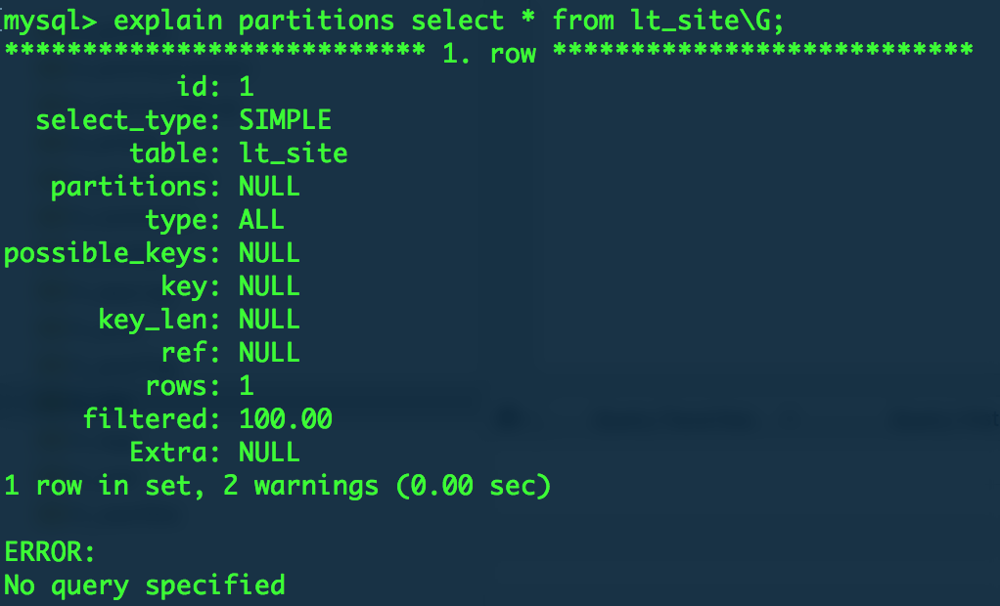 mysql> explain partitions select * from lt_site\G;
*************************** 1. row ***************************
id: 1
select_type: SIMPLE
table: lt_site
partitions: NULL
type: ALL
possible_keys: NULL
key: NULL
key_len: NULL
ref: NULL
rows: 1
filtered: 100.00
Extra: NULL
1 row in set, 2 warnings (0.00 sec)
ERROR:
No query specified